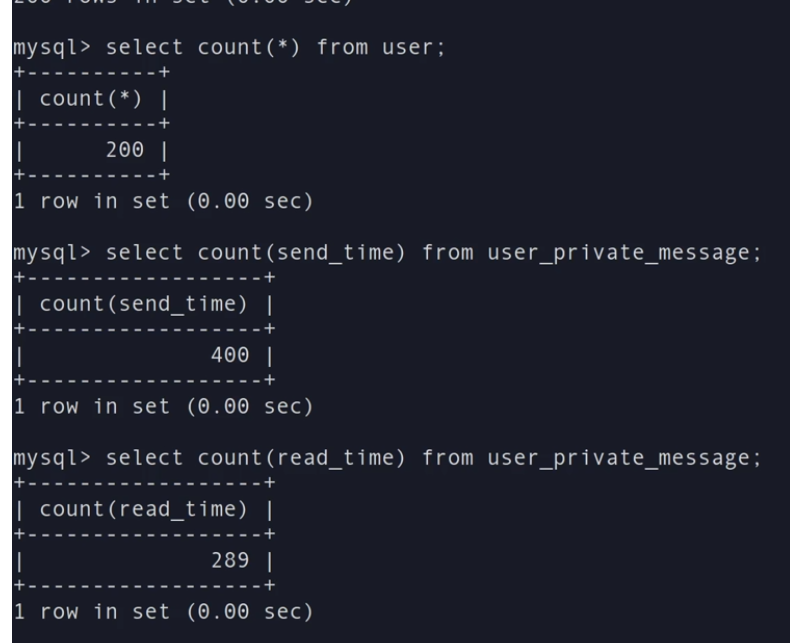 200 rows in set (0.00 sec)
mysql> select count(*) from user;
+----------+
| count(*) |
+----------+
|      200 |
+----------+
1 row in set (0.00 sec)
mysql> select count(send_time) from user_private_message;
+------------------+
| count(send_time) |
+------------------+
|              400 |
+------------------+
1 row in set (0.00 sec)
mysql> select count(read_time) from user_private_message;
+------------------+
| count(read_time) |
+------------------+
|              289 |
+------------------+
1 row in set (0.00 sec)